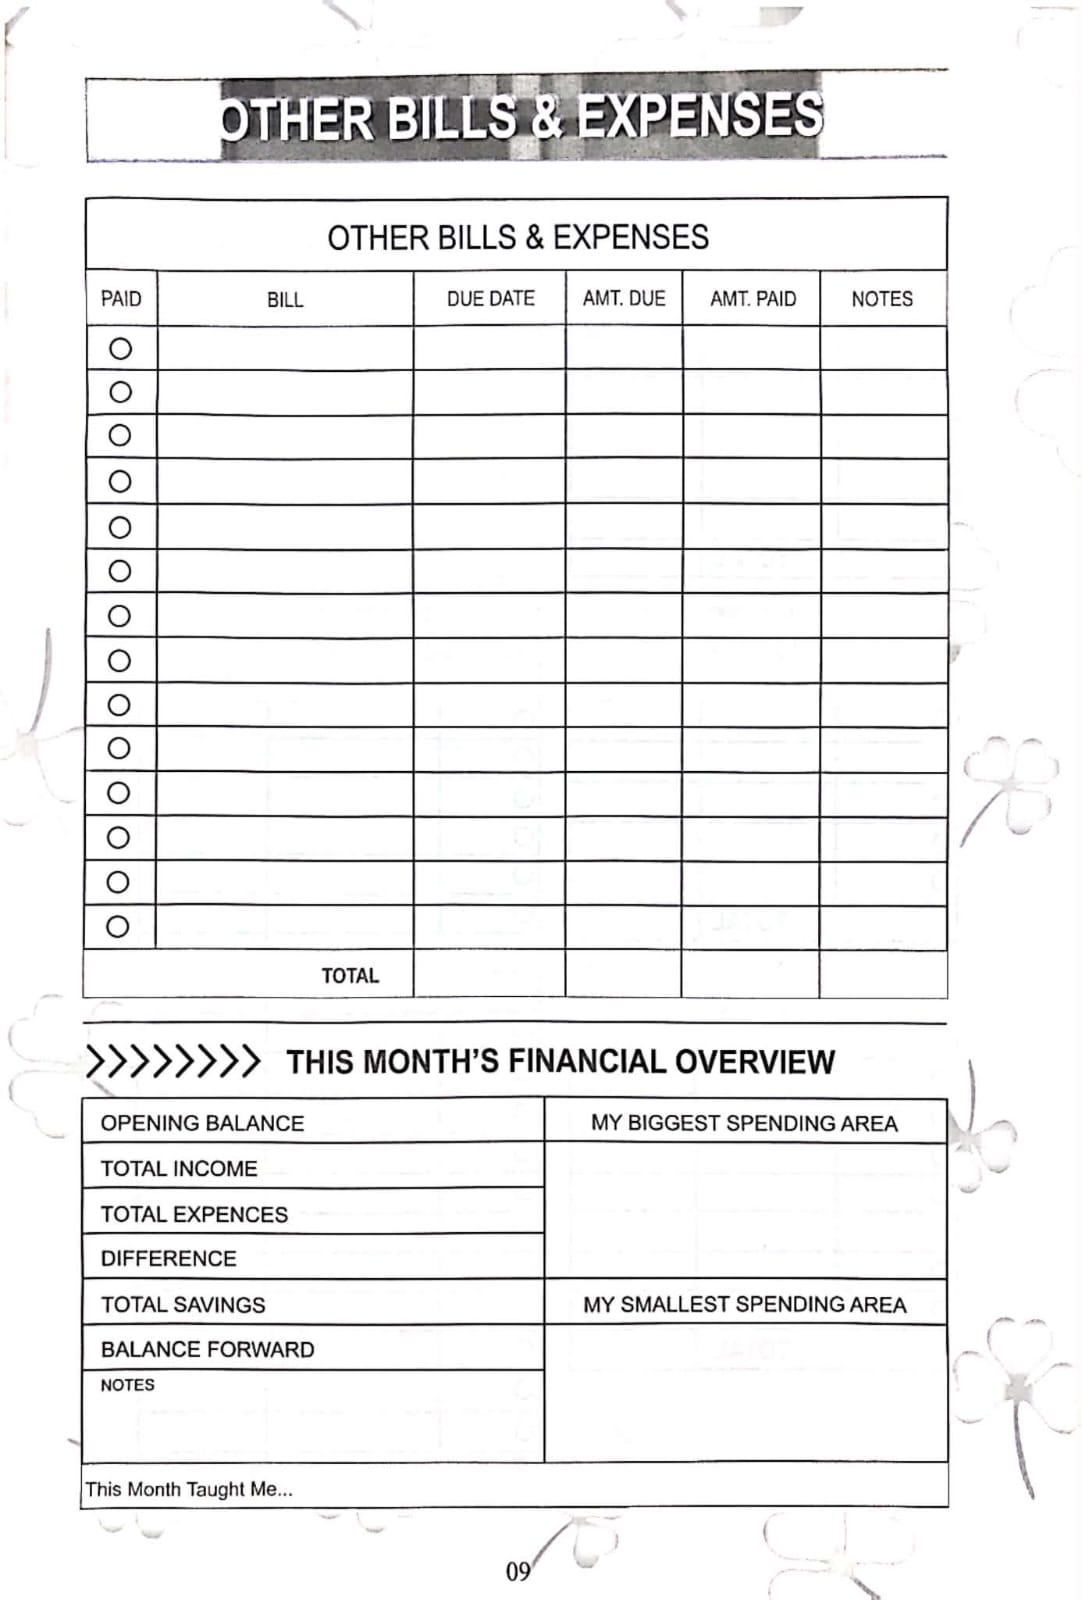 OTHER BILLS & EXPENSES
OTHER BILLS & EXPENSES
PAID BILL DUE DATE AMT. DUE AMT. PAID NOTES
TOTAL
>>>>>>>> THIS MONTH'S FINANCIAL OVERVIEW
OPENING BALANCE MY BIGGEST SPENDING AREA
TOTAL INCOME
TOTAL EXPENCES
DIFFERENCE
TOTAL SAVINGS MY SMALLEST SPENDING AREA
BALANCE FORWARD
NOTES
This Month Taught Me...
09